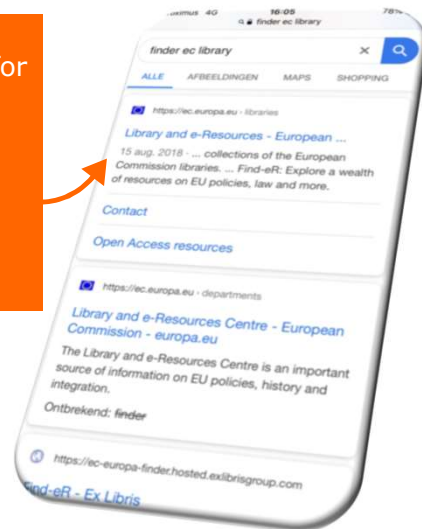 for
4G
16:05
78%
finder ec library
finder ec library
ALLE AFBEELDINGEN MAPS SHOPPING
https://ec.europa.eu › libraries
Library and e-Resources - European ...
15 aug. 2018 - ... collections of the European
Commission libraries. ... Find-eR: Explore a wealth
of resources on EU policies, law and more.
Contact
Open Access resources
https://ec.europa.eu › departments
Library and e-Resources Centre - European
Commission - europa.eu
The Library and e-Resources Centre is an important
source of information on EU policies, history and
integration.
Ontbrekend: finder
https://ec-europa-finder.hosted.exlibrisgroup.com
Find-eR - Ex Libris